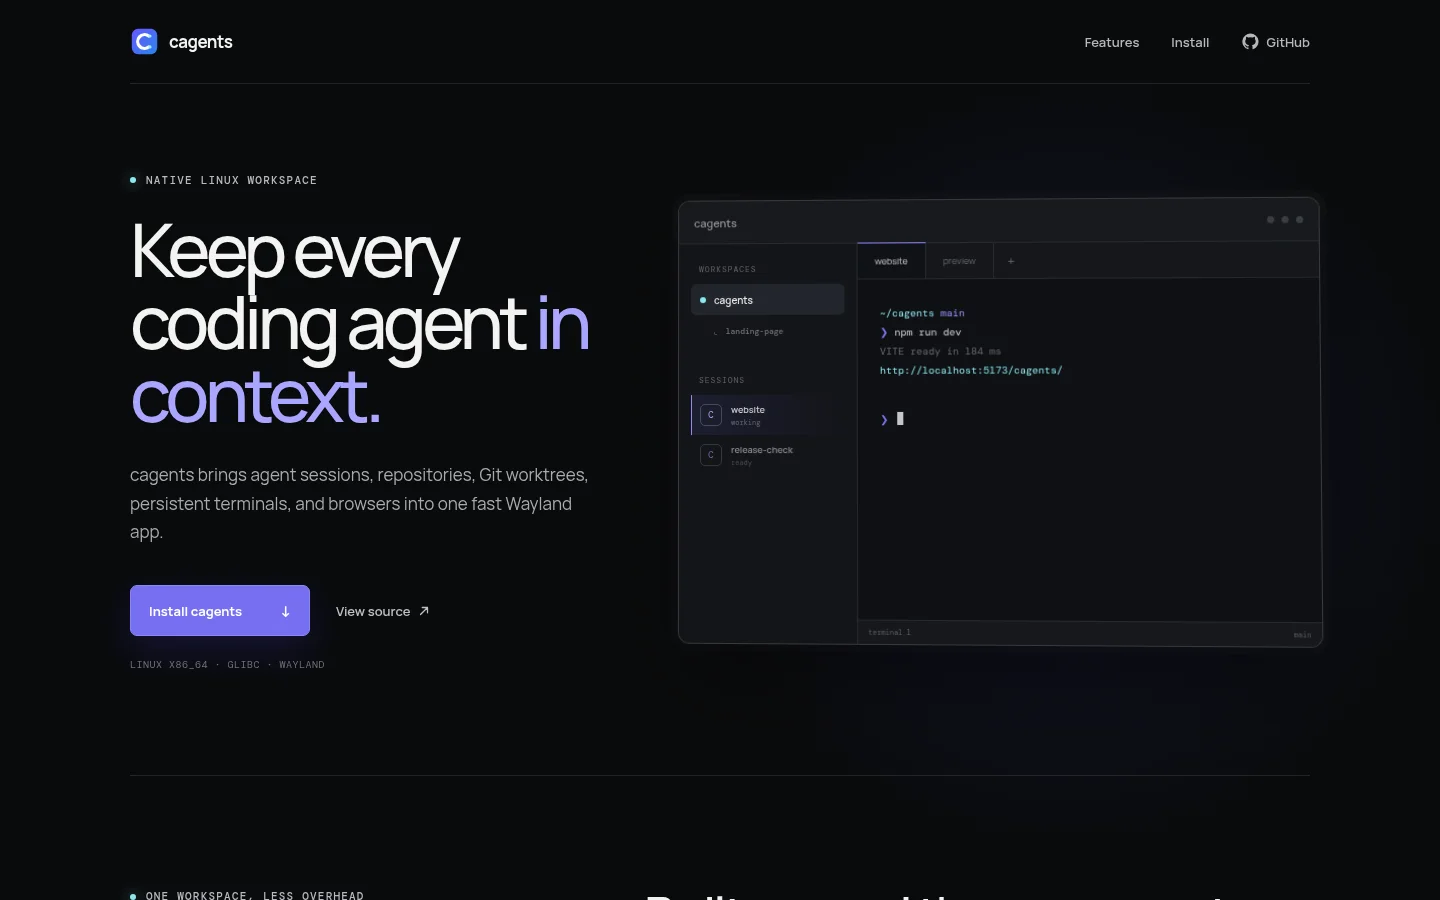 cagents
Features
Install
GitHub
NATIVE LINUX WORKSPACE
Keep every
coding agent in
context.
cagents brings agent sessions, repositories, Git worktrees,
persistent terminals, and browsers into one fast Wayland
app.
Install cagents ↓
View source ↗
LINUX X86_64 · GLIBC · WAYLAND
cagents
WORKSPACES
cagents
landing-page
SESSIONS
C
website
working
C
release-check
ready
website
preview
+
~/cagents main
❯ npm run dev
VITE ready in 184 ms
http://localhost:5173/cagents/
❯
terminal 1
main
ONE WORKSPACE, LESS OVERHEAD